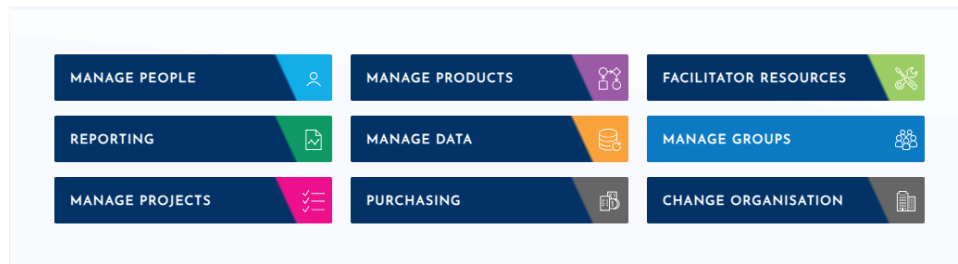 MANAGE PEOPLE
MANAGE PRODUCTS
FACILITATOR RESOURCES
REPORTING
MANAGE DATA
MANAGE GROUPS
MANAGE PROJECTS
PURCHASING
CHANGE ORGANISATION